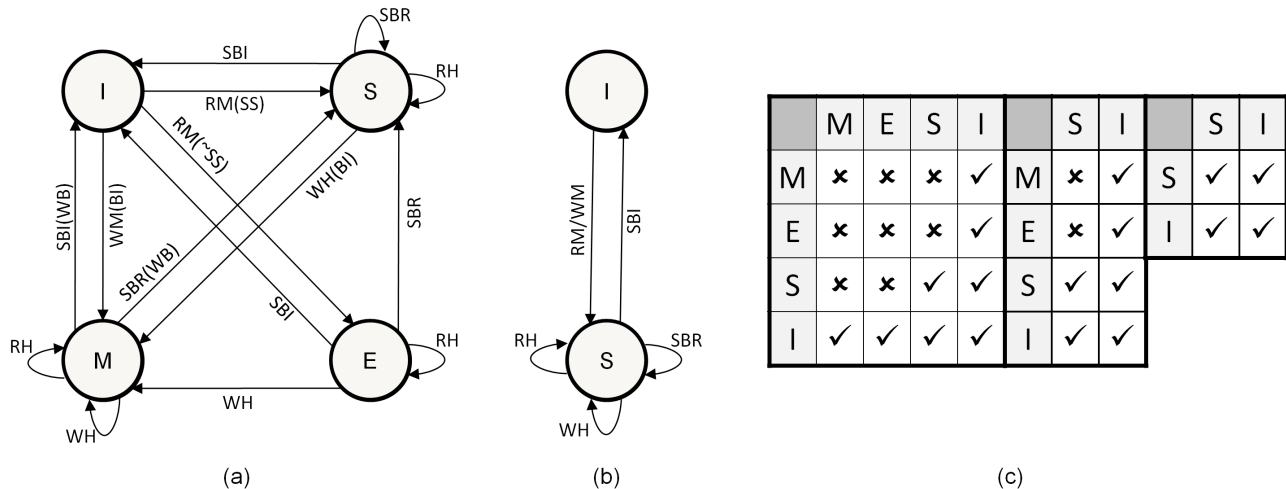 SBR
I
SBI
S
RH
RM(SS)
RM(~SS)
WH(BI)
SBI(WB)
WM(BI)
SBR(WB)
SBI
SBR
RH
M
E
RH
WH
WH
(a)
I
RM/WM
SBI
RH
S
SBR
WH
(b)
M E S I S I S I
M ✗ ✗ ✗ ✓ M ✗ ✓ S ✓ ✓
E ✗ ✗ ✗ ✓ E ✗ ✓ I ✓ ✓
S ✗ ✗ ✓ ✓ S ✓ ✓
I ✓ ✓ ✓ ✓ I ✓ ✓
(c)